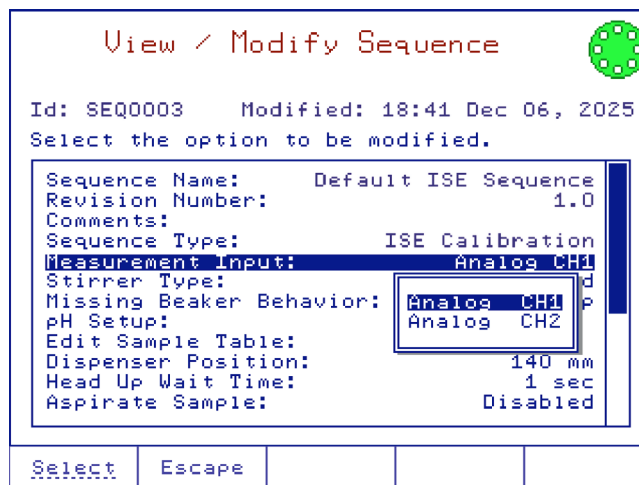 View / Modify Sequence
Id: SEQ0003 Modified: 18:41 Dec 06, 2025
Select the option to be modified.
Sequence Name: Default ISE Sequence
Revision Number: 1.0
Comments:
Sequence Type: ISE Calibration
Measurement Input: Analog CH1
Stirrer Type:
Missing Beaker Behavior:
Analog CH1
Analog CH2
pH Setup:
Edit Sample Table:
Dispenser Position: 140 mm
Head Up Wait Time: 1 sec
Aspirate Sample: Disabled
Select Escape